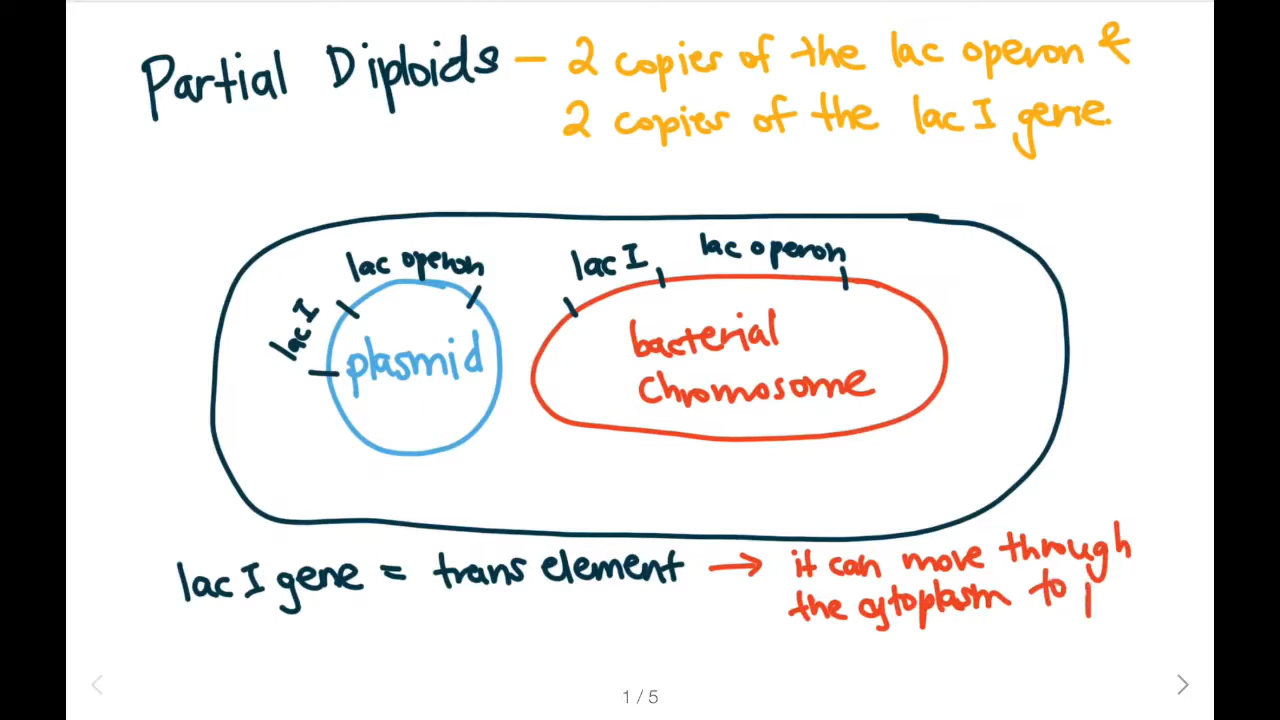 Partial Diploids - 2 copies of the lac operon &
2 copies of the lac I gene.
lac operon
lac I
plasmid
lac I
lac operon
bacterial
chromosome
lac I gene = trans element → it can move through
the cytoplasm to
1 / 5